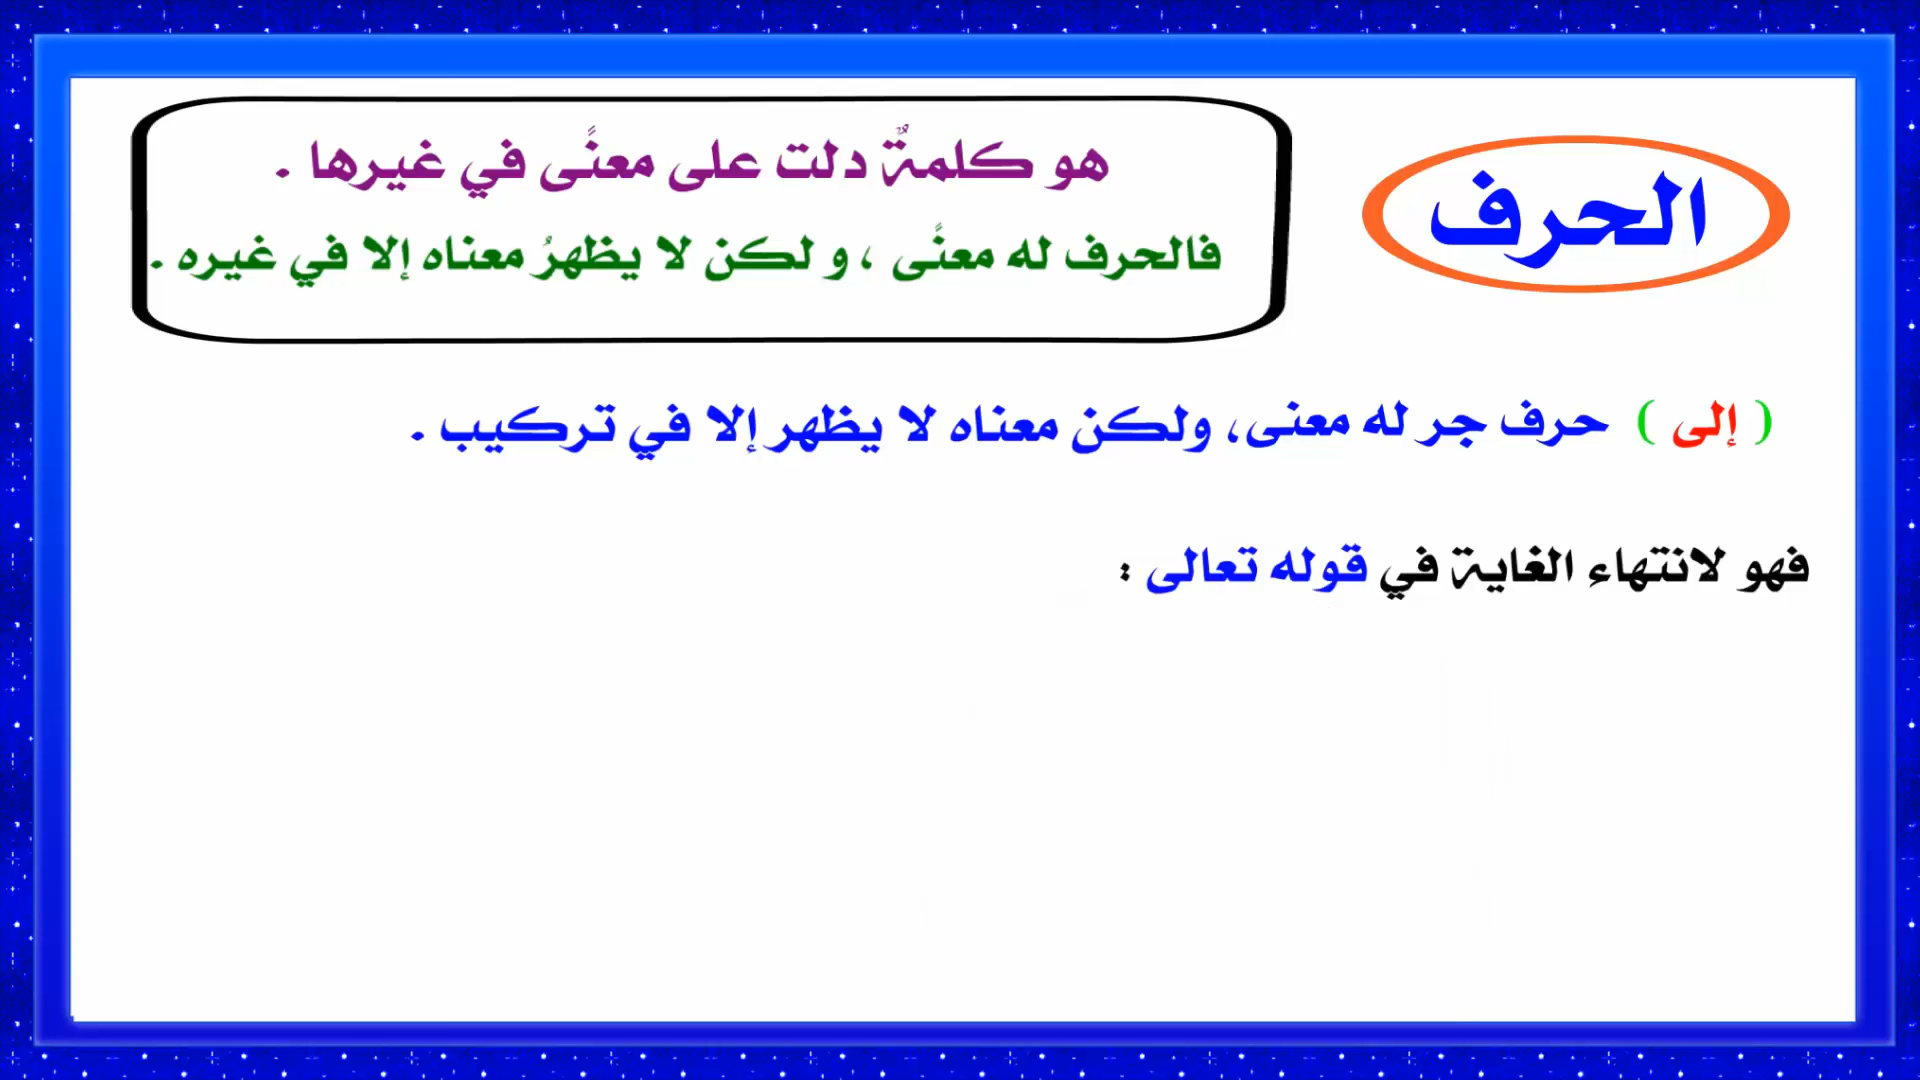 الحرف
هو كلمةٌ دلت على معنًى في غيرها .
فالحرف له معنًى ، و لكن لا يظهرُ معناه إلا في غيره .
( إلى ) حرف جر له معنى، ولكن معناه لا يظهر إلا في تركيب .
فهو لانتهاء الغاية في قوله تعالى :